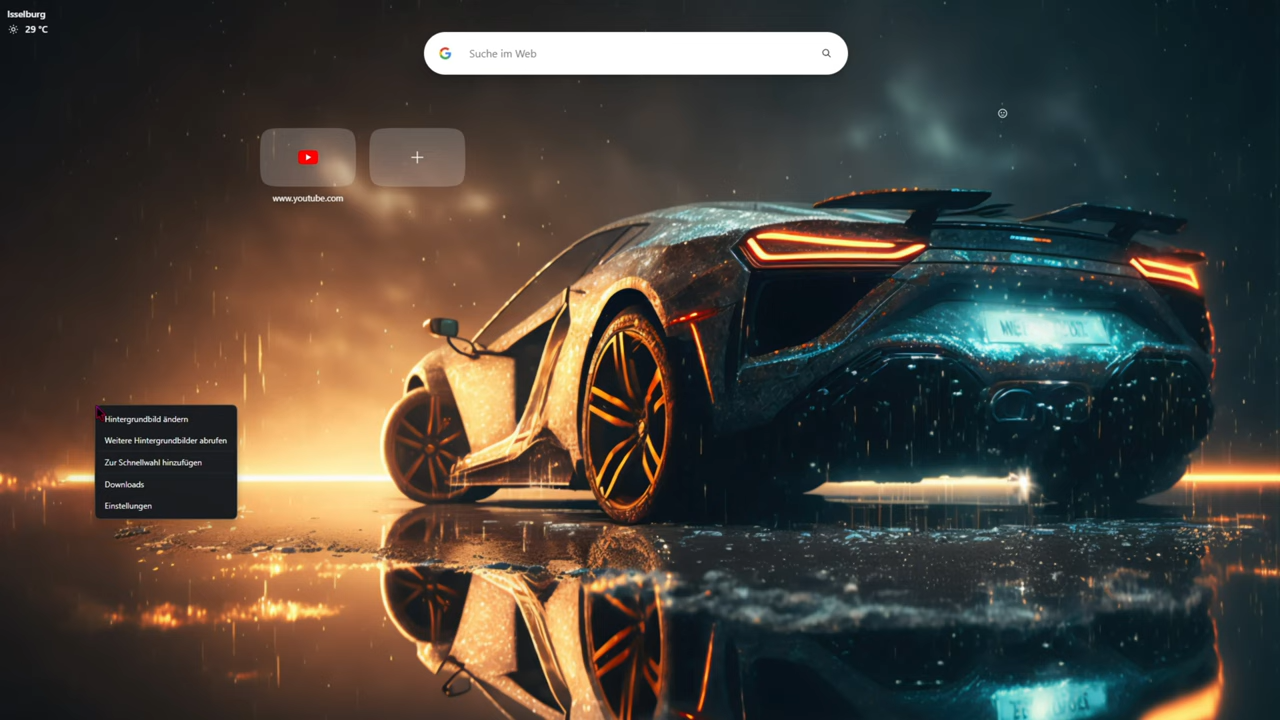 Isselburg
29 °C
Suche im Web
www.youtube.com
Hintergrundbild ändern
Weitere Hintergrundbilder abrufen
Zur Schnellwahl hinzufügen
Downloads
Einstellungen